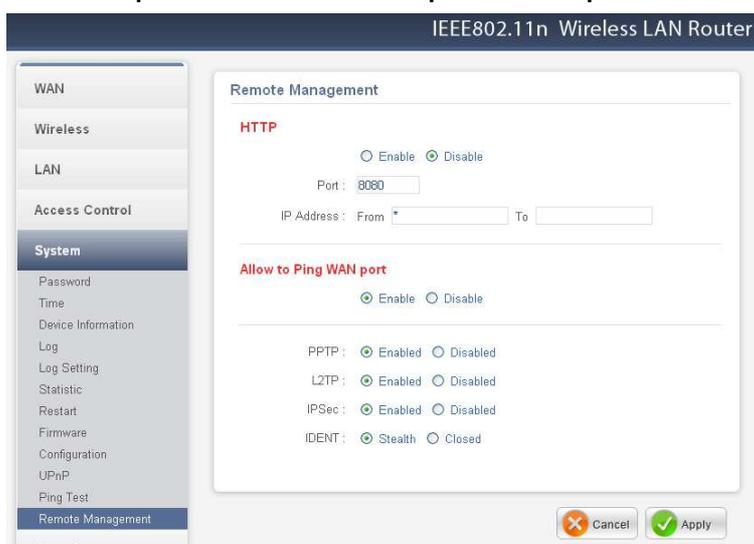 IEEE802.11n Wireless LAN Router
WAN
Wireless
LAN
Access Control
System
Password
Time
Device Information
Log
Log Setting
Statistic
Restart
Firmware
Configuration
UPnP
Ping Test
Remote Management
Remote Management
HTTP
Enable Disable
Port : 8080
IP Address : From * To
Allow to Ping WAN port
Enable Disable
PPTP : Enabled Disabled
L2TP : Enabled Disabled
IPSec : Enabled Disabled
IDENT : Stealth Closed
Cancel Apply